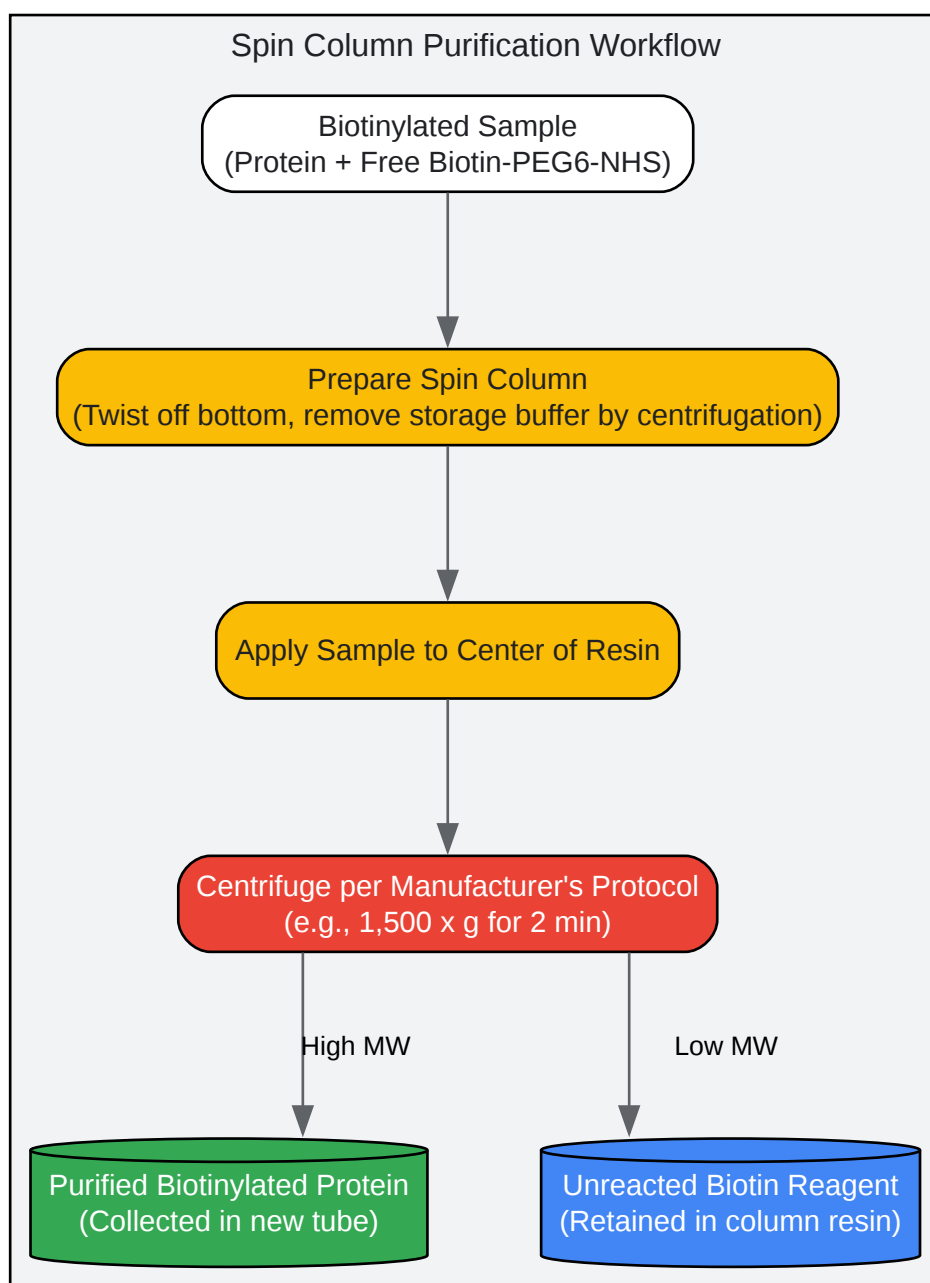 Spin Column Purification Workflow
Biotinylated Sample
(Protein + Free Biotin-PEG6-NHS)
Prepare Spin Column
(Twist off bottom, remove storage buffer by centrifugation)
Apply Sample to Center of Resin
Centrifuge per Manufacturer's Protocol
(e.g., 1,500 x g for 2 min)
High MW
Low MW
Purified Biotinylated Protein
(Collected in new tube)
Unreacted Biotin Reagent
(Retained in column resin)